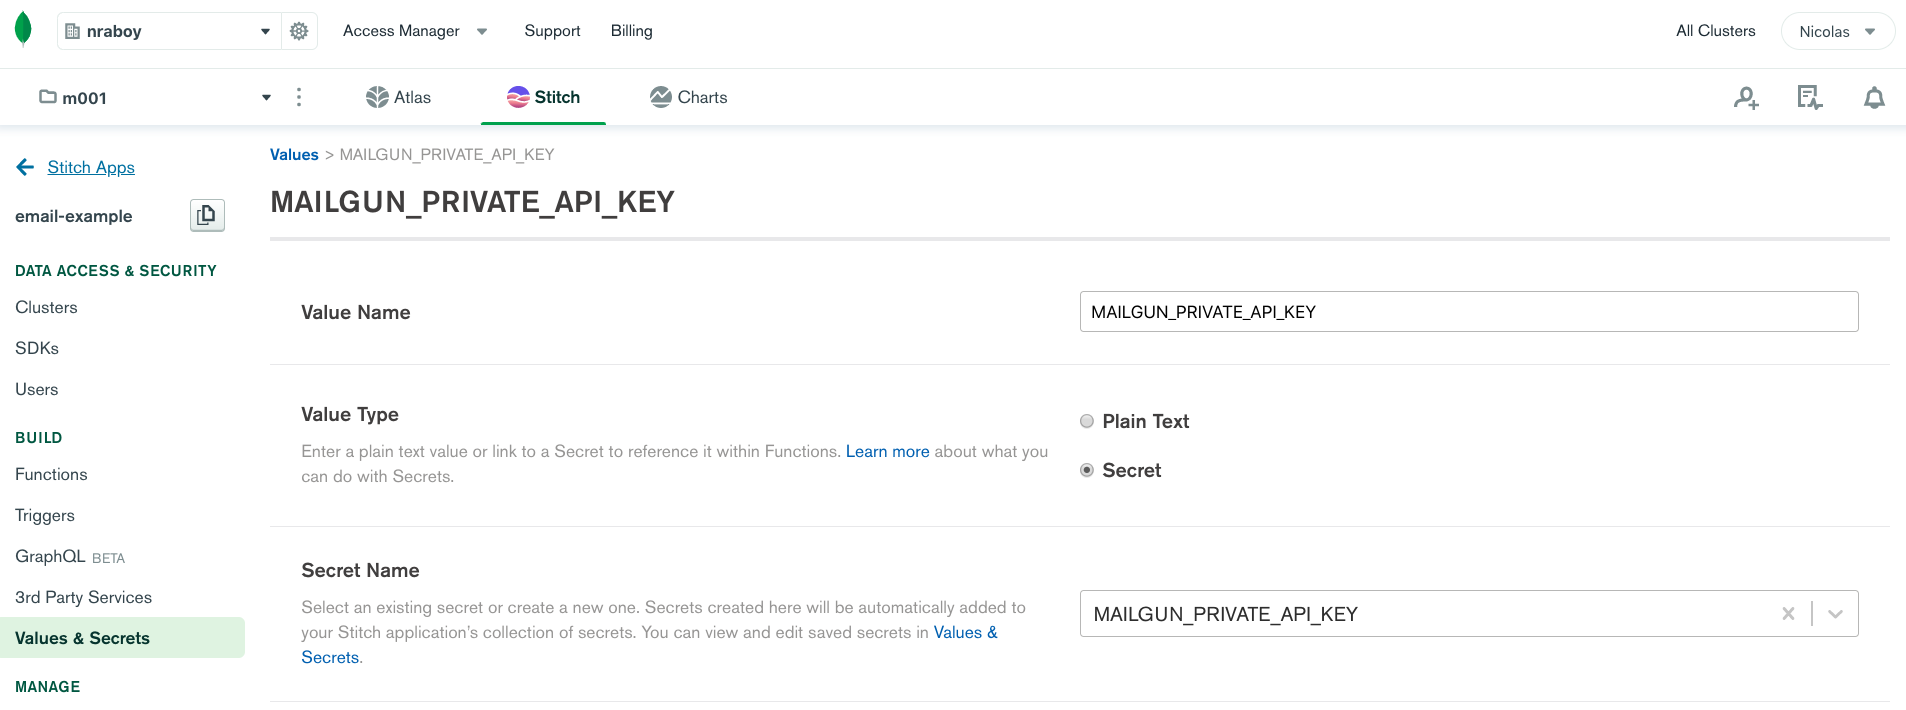 nraboy
Access Manager
Support
Billing
All Clusters
Nicolas
m001
Atlas
Stitch
Charts
Stitch Apps
email-example
DATA ACCESS & SECURITY
Clusters
SDKs
Users
BUILD
Functions
Triggers
GraphQL BETA
3rd Party Services
Values & Secrets
MANAGE
Values > MAILGUN_PRIVATE_API_KEY
MAILGUN_PRIVATE_API_KEY
Value Name
MAILGUN_PRIVATE_API_KEY
Value Type
Enter a plain text value or link to a Secret to reference it within Functions. Learn more about what you
can do with Secrets.
Plain Text
Secret
Secret Name
Select an existing secret or create a new one. Secrets created here will be automatically added to
your Stitch application's collection of secrets. You can view and edit saved secrets in Values &
Secrets.
MAILGUN_PRIVATE_API_KEY